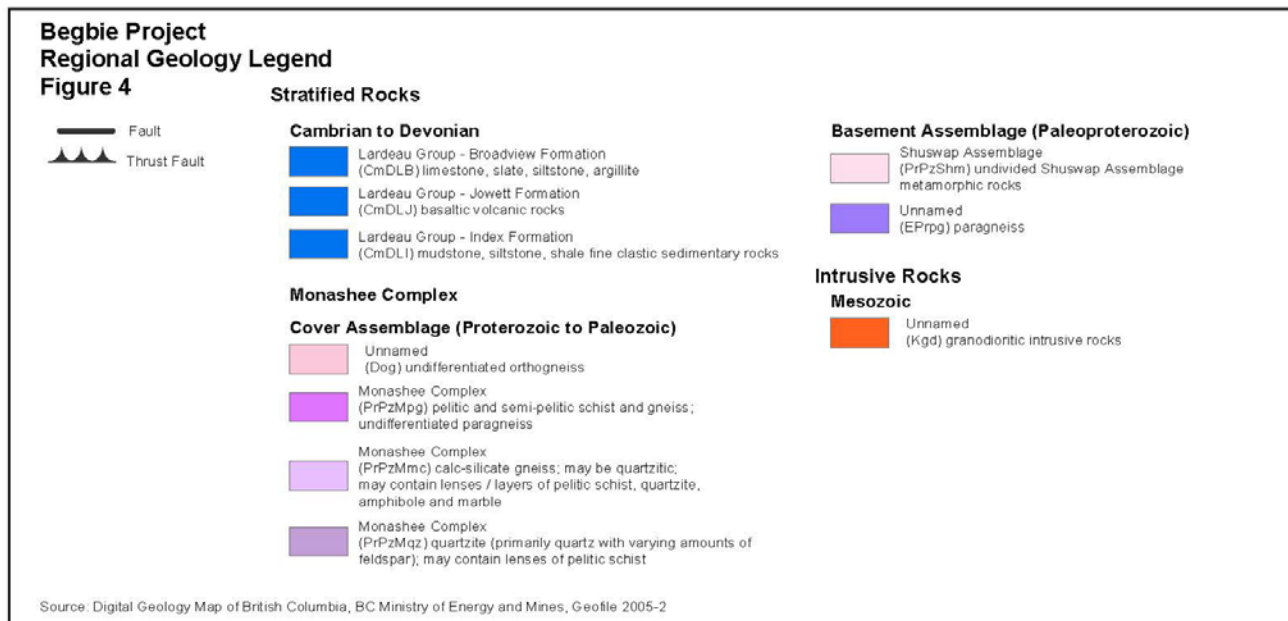 Begbie Project
Regional Geology Legend
Figure 4
Fault
Thrust Fault
Stratified Rocks
Cambrian to Devonian
Lardeau Group - Broadview Formation
(CmDLB) limestone, slate, siltstone, argillite
Lardeau Group - Jowett Formation
(CmDLJ) basaltic volcanic rocks
Lardeau Group - Index Formation
(CmDLI) mudstone, siltstone, shale fine clastic sedimentary rocks
Monashee Complex
Cover Assemblage (Proterozoic to Paleozoic)
Unnamed
(Dog) undifferentiated orthogneiss
Monashee Complex
(PrPzMpg) pelitic and semi-pelitic schist and gneiss;
undifferentiated paragneiss
Monashee Complex
(PrPzMmc) calc-silicate gneiss; may be quartzitic;
may contain lenses / layers of pelitic schist, quartzite,
amphibole and marble
Monashee Complex
(PrPzMqz) quartzite (primarily quartz with varying amounts of
feldspar); may contain lenses of pelitic schist
Basement Assemblage (Paleoproterozoic)
Shuswap Assemblage
(PrPzShm) undivided Shuswap Assemblage
metamorphic rocks
Unnamed
(EPrpg) paragneiss
Intrusive Rocks
Mesozoic
Unnamed
(Kgd) granodioritic intrusive rocks
Source: Digital Geology Map of British Columbia, BC Ministry of Energy and Mines, Geofile 2005-2